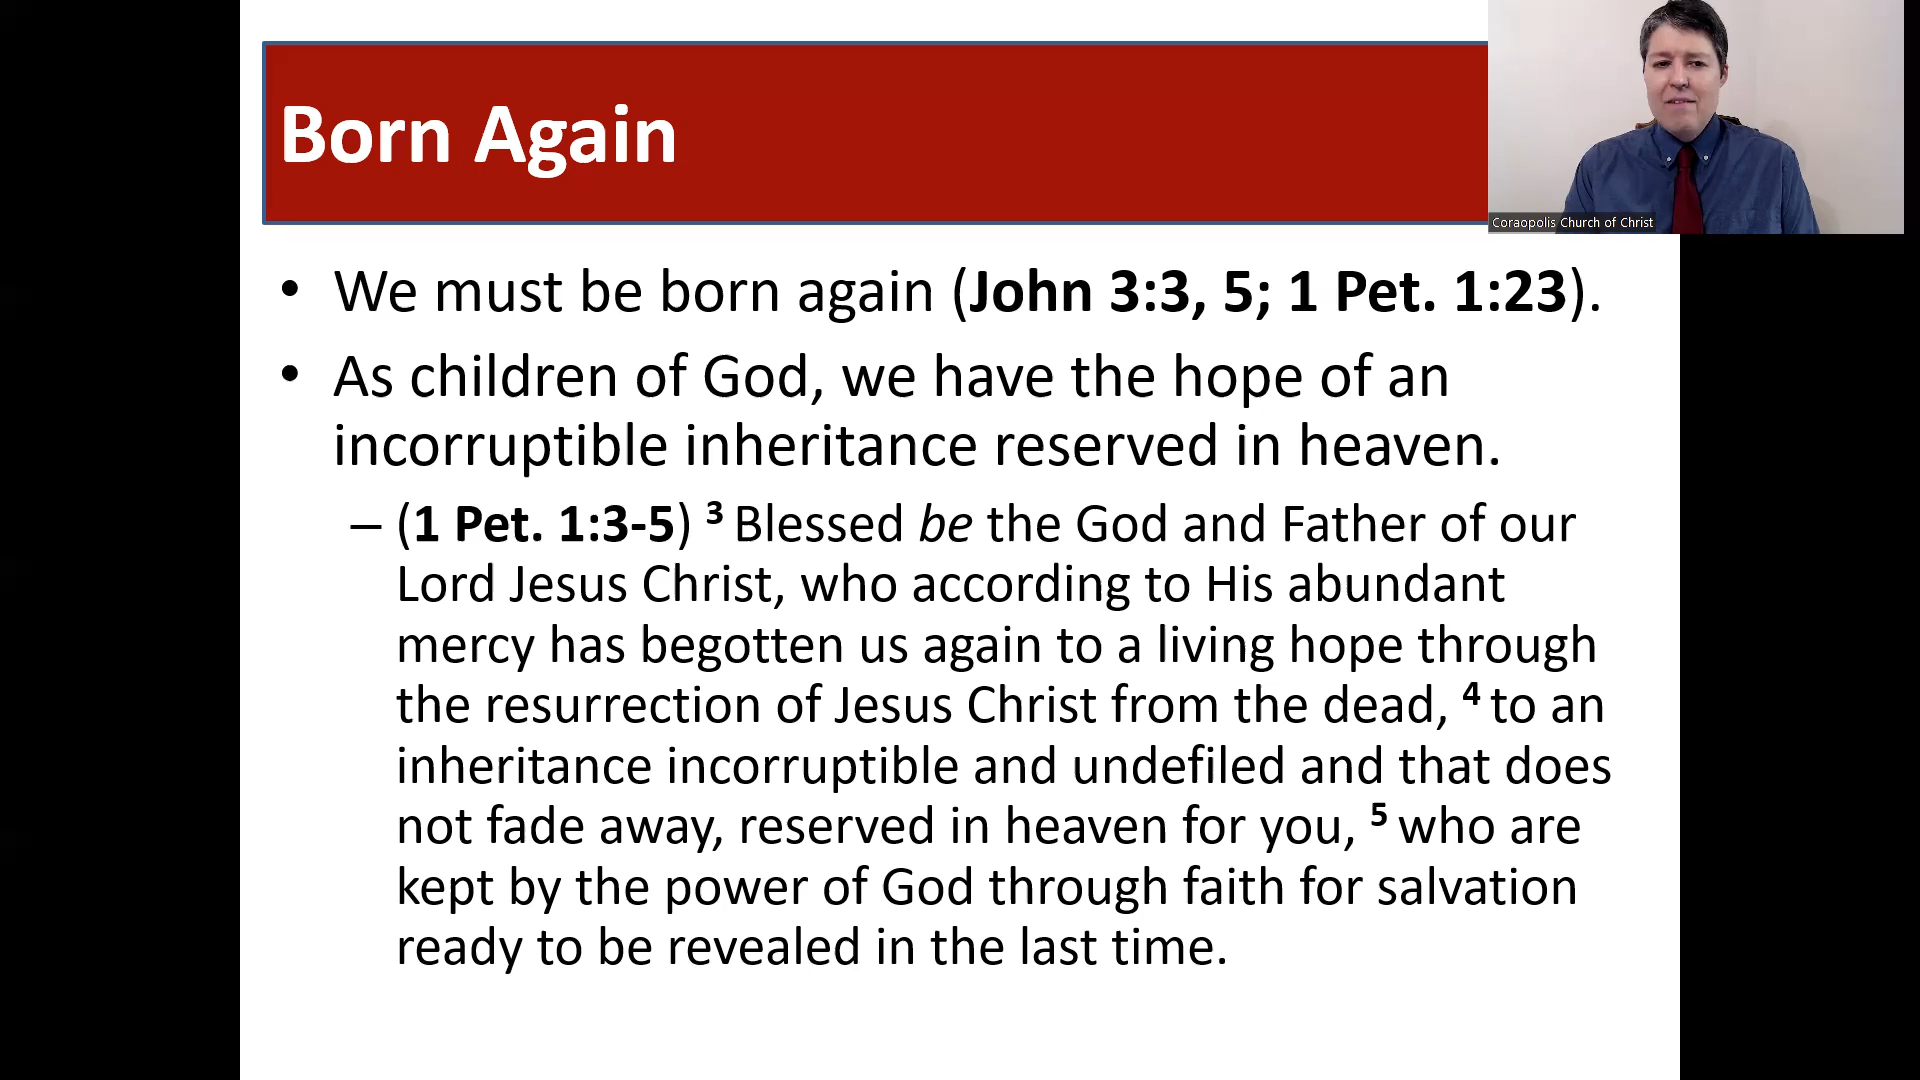 Born Again
Coraopolis Church of Christ
• We must be born again (John 3:3, 5; 1 Pet. 1:23).
• As children of God, we have the hope of an
incorruptible inheritance reserved in heaven.
– (1 Pet. 1:3-5) ³ Blessed be the God and Father of our
Lord Jesus Christ, who according to His abundant
mercy has begotten us again to a living hope through
the resurrection of Jesus Christ from the dead, ⁴ to an
inheritance incorruptible and undefiled and that does
not fade away, reserved in heaven for you, ⁵ who are
kept by the power of God through faith for salvation
ready to be revealed in the last time.